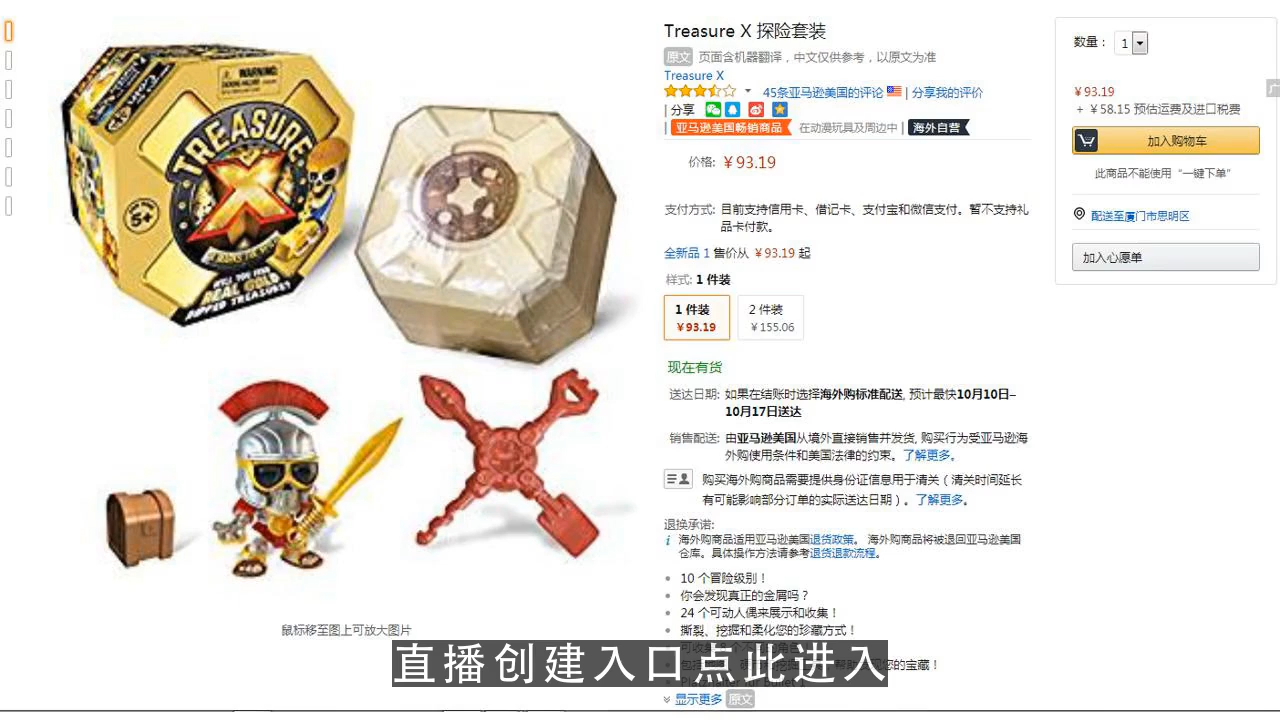 WARNING:
TREASURE
X
5+
WILL YOU FIND
REAL GOLD
DIPPED TREASURE?
鼠标移至图上可放大图片
Treasure X 探险套装
原文 页面含机器翻译，中文仅供参考，以原文为准
Treasure X
45条亚马逊美国的评论 | 分享我的评价
| 分享
| 亚马逊美国畅销商品 在动漫玩具及周边中 | 海外自营
价格: ￥93.19
支付方式: 目前支持信用卡、借记卡、支付宝和微信支付。暂不支持礼
品卡付款。
全新品 1 售价从 ￥93.19 起
样式: 1 件装
1 件装 2 件装
￥93.19 ￥155.06
现在有货
送达日期: 如果在结账时选择海外购标准配送, 预计最快10月10日–
10月17日送达
销售配送: 由亚马逊美国从境外直接销售并发货, 购买行为受亚马逊海
外购使用条件和美国法律的约束。了解更多。
购买海外购商品需要提供身份证信息用于清关（清关时间延长
有可能影响部分订单的实际送达日期）。了解更多。
退换承诺:
海外购商品适用亚马逊美国退货政策。 海外购商品将被退回亚马逊美国
仓库。具体操作方法请参考退货退款流程。
10 个冒险级别！
你会发现真正的金屑吗？
24 个可动人偶来展示和收集！
撕裂、挖掘和柔化您的珍藏方式！
您的宝藏！
显示更多 原文
数量： 1
￥93.19
+ ￥58.15 预估运费及进口税费
加入购物车
此商品不能使用“一键下单”
配送至厦门市思明区
加入心愿单
直播创建入口点此进入